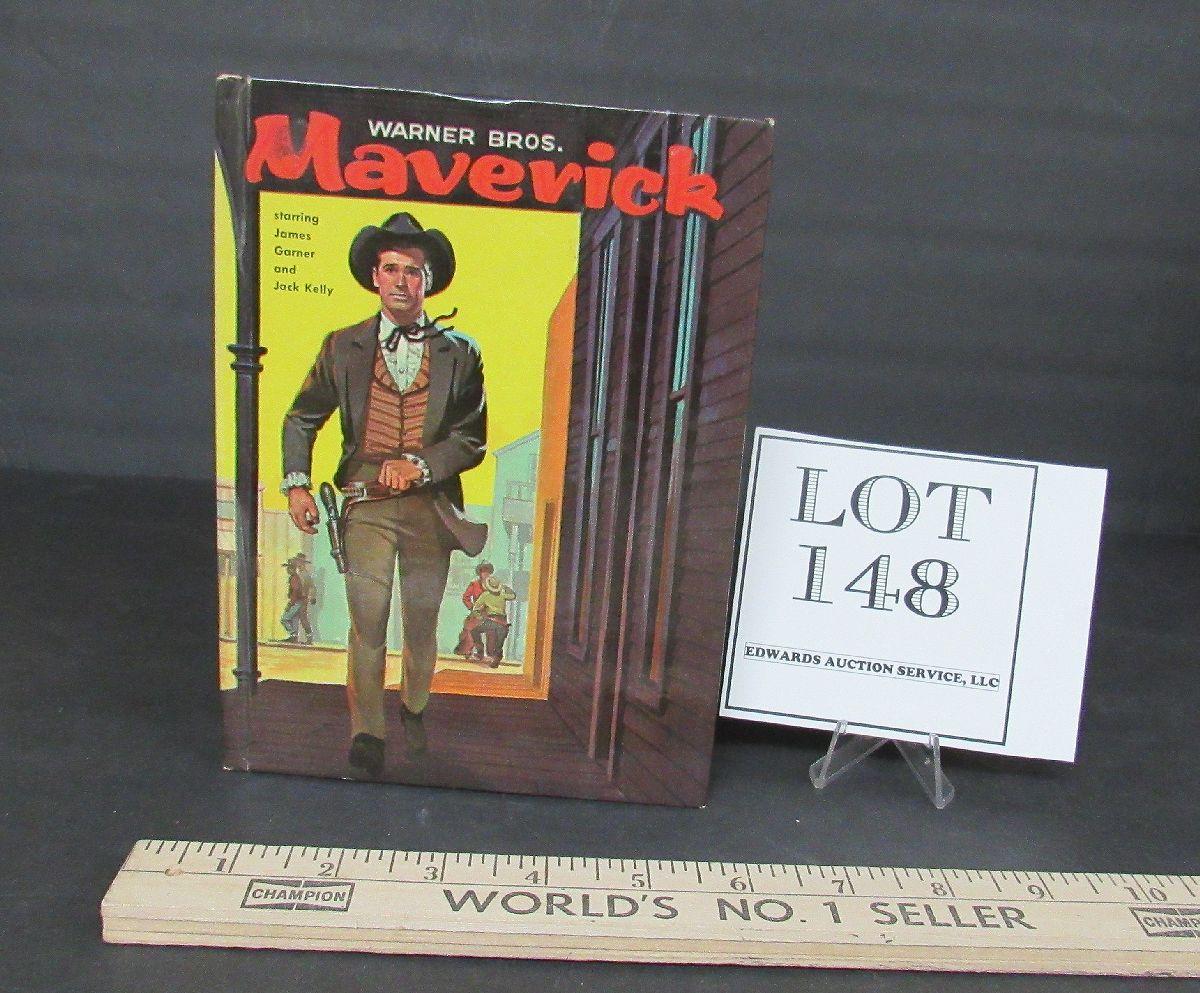 WARNER BROS.
Maverick
starring
James
Garner
and
Jack Kelly
LOT
148
EDWARDS AUCTION SERVICE, LLC
1 2 3 4 5 6 7 8 9 10
CHAMPION WORLD'S NO. 1 SELLER